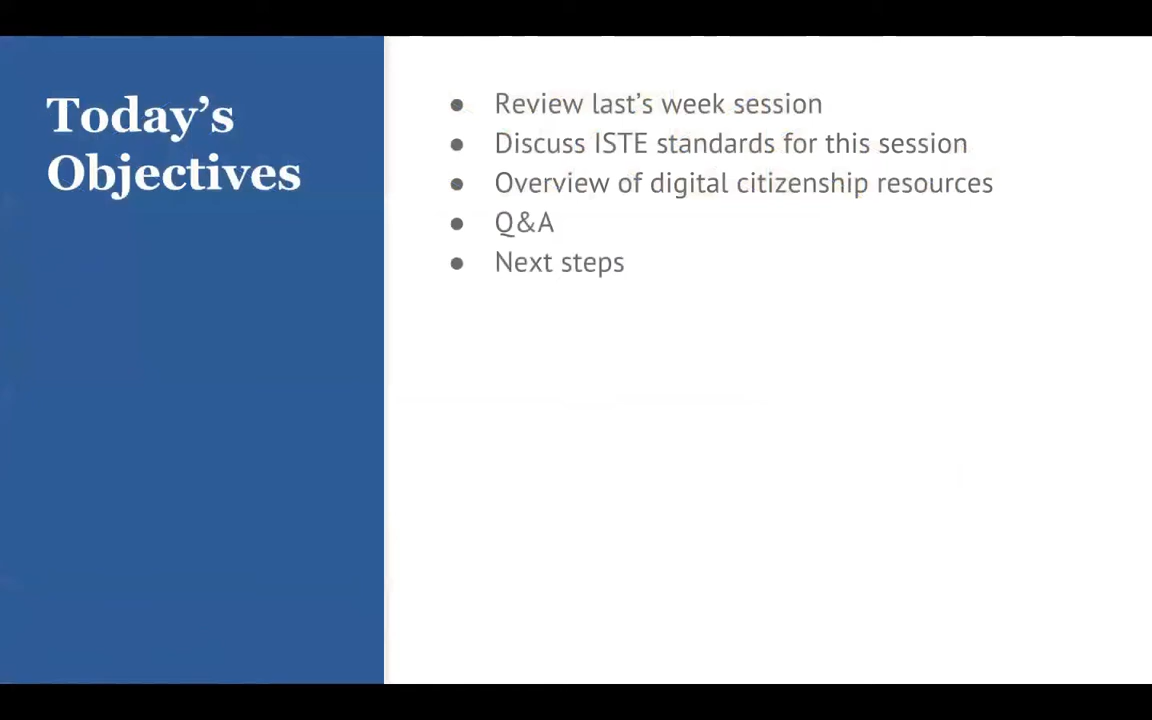 Today’s
Objectives
● Review last’s week session
● Discuss ISTE standards for this session
● Overview of digital citizenship resources
● Q&A
● Next steps